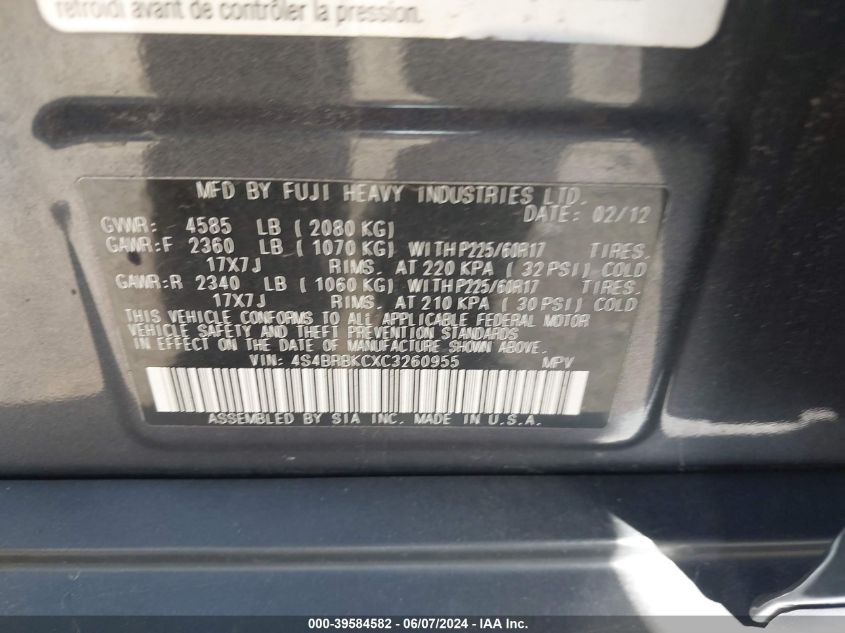 retroidi avant de contrôler la pression.
MFD BY FUJI HEAVY INDUSTRIES LTD.
DATE: 02/12
GVWR: 4585 LB ( 2080 KG)
GAWR:F 2360 LB ( 1070 KG) WITH P225/60R17 TIRES,
17X7J RIMS, AT 220 KPA ( 32 PSI) COLD
GAWR:R 2340 LB ( 1060 KG) WITH P225/60R17 TIRES,
17X7J RIMS, AT 210 KPA ( 30 PSI) COLD
THIS VEHICLE CONFORMS TO ALL APPLICABLE FEDERAL MOTOR
VEHICLE SAFETY AND THEFT PREVENTION STANDARDS
IN EFFECT ON THE DATE OF MANUFACTURE SHOWN ABOVE.
VIN: 4S4BRBKCXC3260955 MPV
ASSEMBLED BY SIA INC. MADE IN U.S.A.
000-39584582 - 06/07/2024 - IAA Inc.